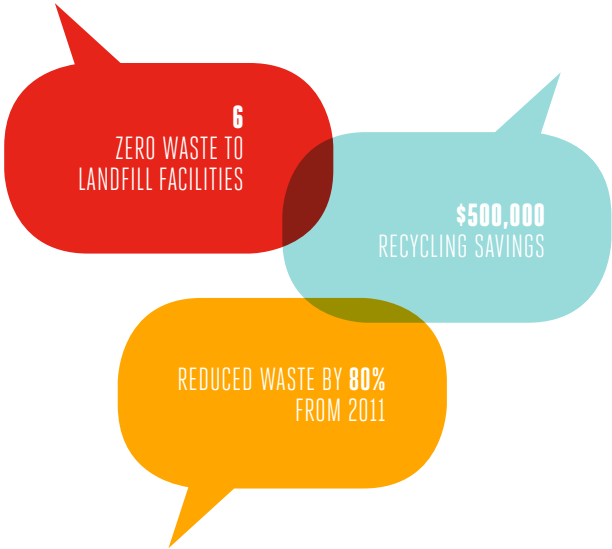 6
ZERO WASTE TO
LANDFILL FACILITIES
$500,000
RECYCLING SAVINGS
REDUCED WASTE BY 80%
FROM 2011